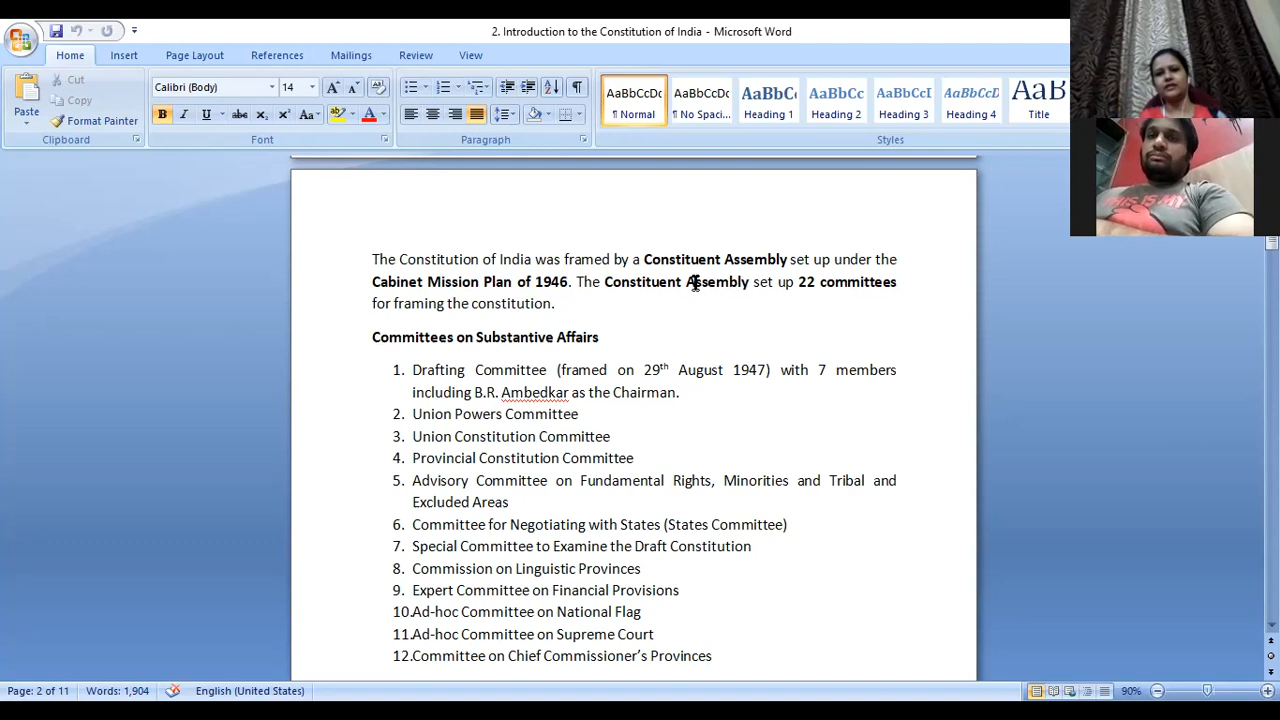 2. Introduction to the Constitution of India - Microsoft Word
Home Insert Page Layout References Mailings Review View
Paste
Cut
Copy
Format Painter
Clipboard
Calibri (Body) 14
Font
Paragraph
AaBbCcDc AaBbCcDc AaBbC AaBbCc AaBbCcI AaBbCcD AaB
¶ Normal ¶ No Spaci... Heading 1 Heading 2 Heading 3 Heading 4 Title
Styles
THIS IS MY
The Constitution of India was framed by a Constituent Assembly set up under the
Cabinet Mission Plan of 1946. The Constituent Assembly set up 22 committees
for framing the constitution.
Committees on Substantive Affairs
1. Drafting Committee (framed on 29th August 1947) with 7 members
including B.R. Ambedkar as the Chairman.
2. Union Powers Committee
3. Union Constitution Committee
4. Provincial Constitution Committee
5. Advisory Committee on Fundamental Rights, Minorities and Tribal and
Excluded Areas
6. Committee for Negotiating with States (States Committee)
7. Special Committee to Examine the Draft Constitution
8. Commission on Linguistic Provinces
9. Expert Committee on Financial Provisions
10.Ad-hoc Committee on National Flag
11.Ad-hoc Committee on Supreme Court
12.Committee on Chief Commissioner’s Provinces
Page: 2 of 11 Words: 1,904 English (United States) 90%